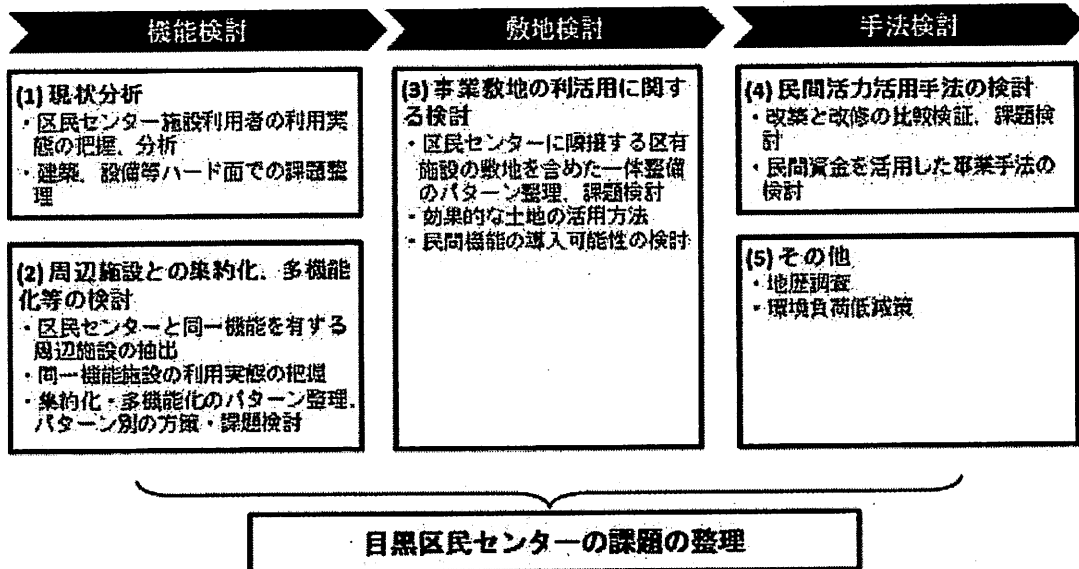 機能検討
敷地検討
手法検討
(1) 現状分析
・区民センター施設利用者の利用実
態の把握、分析
・建築、設備等ハード面での課題整
理
(2) 周辺施設との集約化、多機能
化等の検討
・区民センターと同一機能を有する
周辺施設の抽出
・同一機能施設の利用実態の把握
・集約化・多機能化のパターン整理、
パターン別の方策・課題検討
(3) 事業敷地の利活用に関す
る検討
・区民センターに隣接する区有
施設の敷地を含めた一体整備
のパターン整理、課題検討
・効果的な土地の活用方法
・民間機能の導入可能性の検討
(4) 民間活力活用手法の検討
・改築と改修の比較検証、課題検
討
・民間資金を活用した事業手法の
検討
(5) その他
・地歴調査
・環境負荷低減策
目黒区民センターの課題の整理